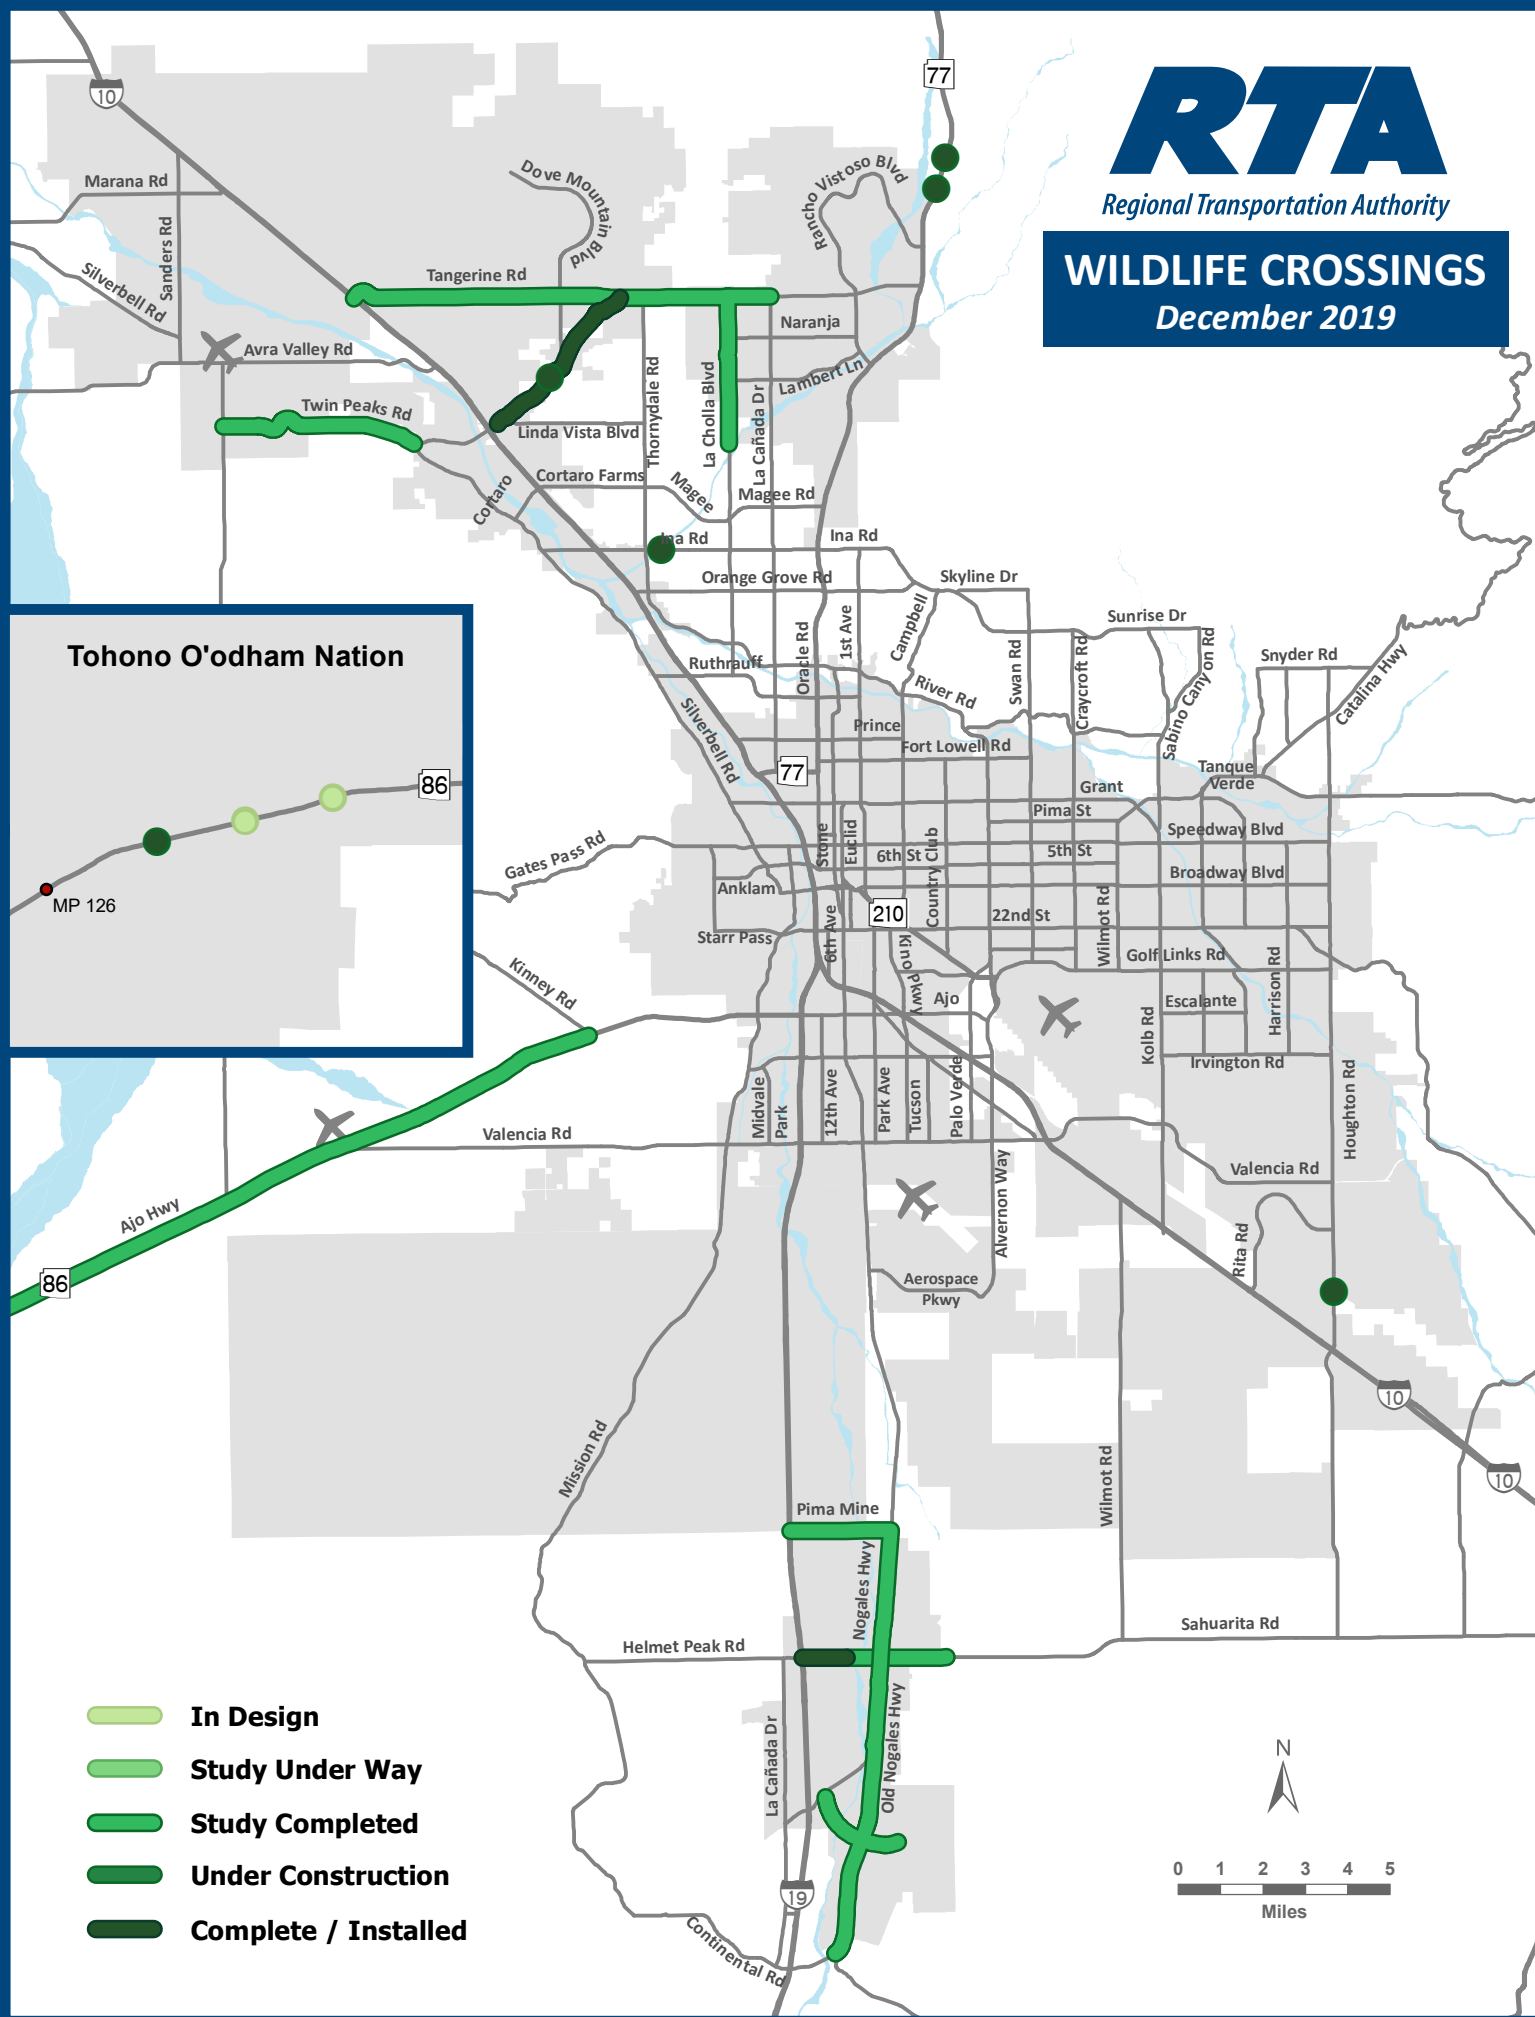 RTA
Regional Transportation Authority
WILDLIFE CROSSINGS
December 2019
77
10
Marana Rd
Sanders Rd
Silverbell Rd
Dove Mountain Blvd
Rancho Vistoso Blvd
Tangerine Rd
Naranja
Avra Valley Rd
Lambert Ln
Thornydale Rd
La Cholla Blvd
La Cañada Dr
Twin Peaks Rd
Linda Vista Blvd
Cortaro Farms
Magee
Magee Rd
Cortaro
Ina Rd
Ina Rd
Orange Grove Rd
Skyline Dr
Sunrise Dr
Campbell
1st Ave
Oracle Rd
Swan Rd
Craycroft Rd
Sabino Canyon Rd
Snyder Rd
Catalina Hwy
Ruthrauff
River Rd
Silverbell Rd
Prince
Fort Lowell Rd
77
Tanque
Verde
Grant
Pima St
Speedway Blvd
Stone
Euclid
6th St
Country Club
5th St
Broadway Blvd
Gates Pass Rd
Anklam
210
22nd St
Wilmot Rd
Starr Pass
6th Ave
Kino Pkwy
Golf Links Rd
Harrison Rd
Kinney Rd
Ajo
Escalante
Kolb Rd
Irvington Rd
Houghton Rd
Midvale
Park
12th Ave
Park Ave
Tucson
Palo Verde
Valencia Rd
Valencia Rd
Alvernon Way
Ajo Hwy
86
Rita Rd
Aerospace
Pkwy
10
10
Mission Rd
Wilmot Rd
Pima Mine
Nogales Hwy
Helmet Peak Rd
Sahuarita Rd
La Cañada Dr
Old Nogales Hwy
19
Continental Rd
Tohono O'odham Nation
86
MP 126
In Design
Study Under Way
Study Completed
Under Construction
Complete / Installed
N
0 1 2 3 4 5
Miles